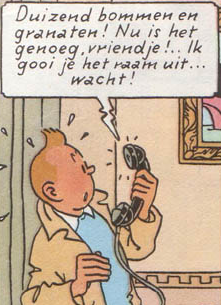 Duizend bommen en
granaten! Nu is het
genoeg, vriendje!.. Ik
gooi je het raam uit...
wacht!